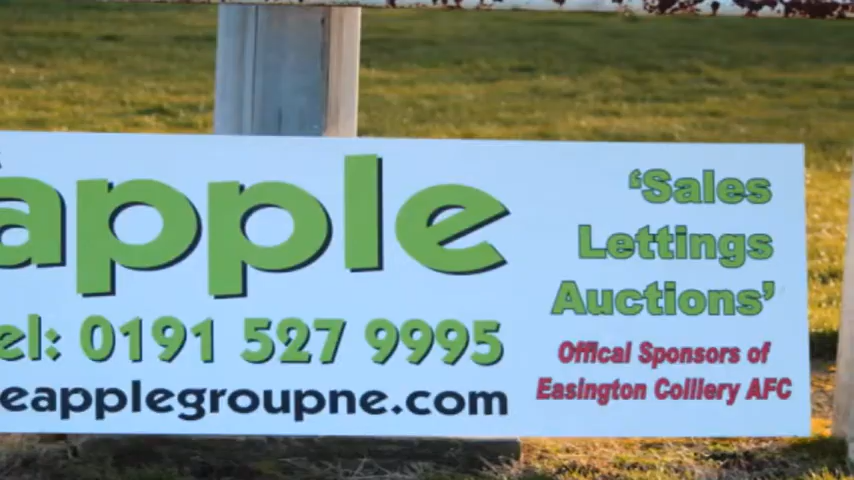 apple
'Sales
Lettings
Auctions'
el: 0191 527 9995
eapplegroupne.com
Offical Sponsors of
Easington Colliery AFC